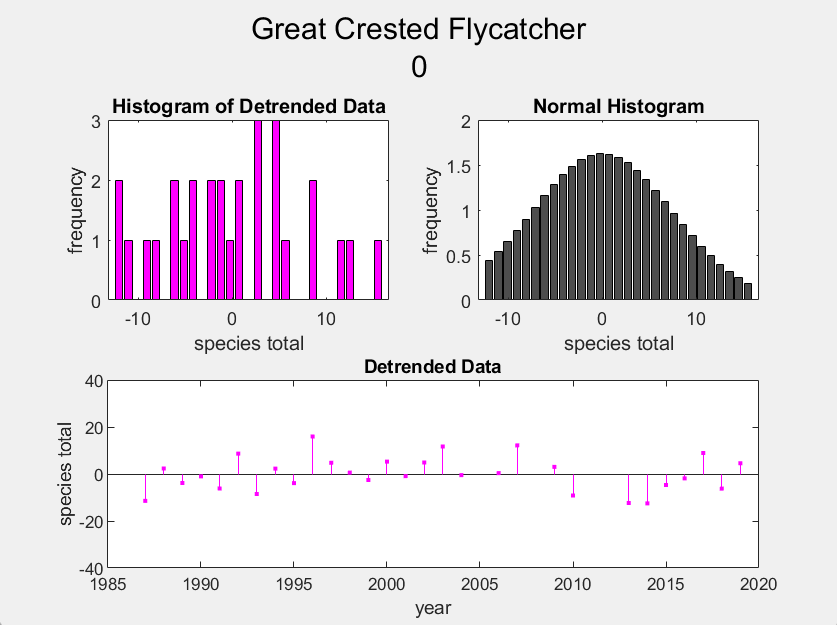 Great Crested Flycatcher
0
Histogram of Detrended Data
3
2
1
0
frequency
-10 0 10
species total
Normal Histogram
2
1.5
1
0.5
0
frequency
-10 0 10
species total
Detrended Data
40
20
0
-20
-40
species total
1985 1990 1995 2000 2005 2010 2015 2020
year